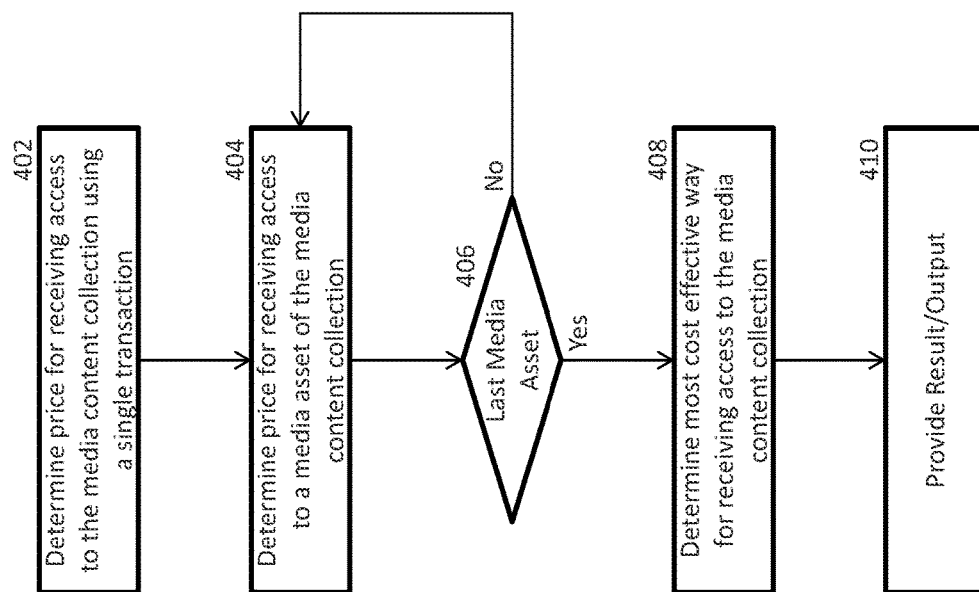 402
Determine price for receiving access
to the media content collection using
a single transaction
404
Determine price for receiving access
to a media asset of the media
content collection
406
Last Media
Asset
No
Yes
408
Determine most cost effective way
for receiving access to the media
content collection
410
Provide Result/Output